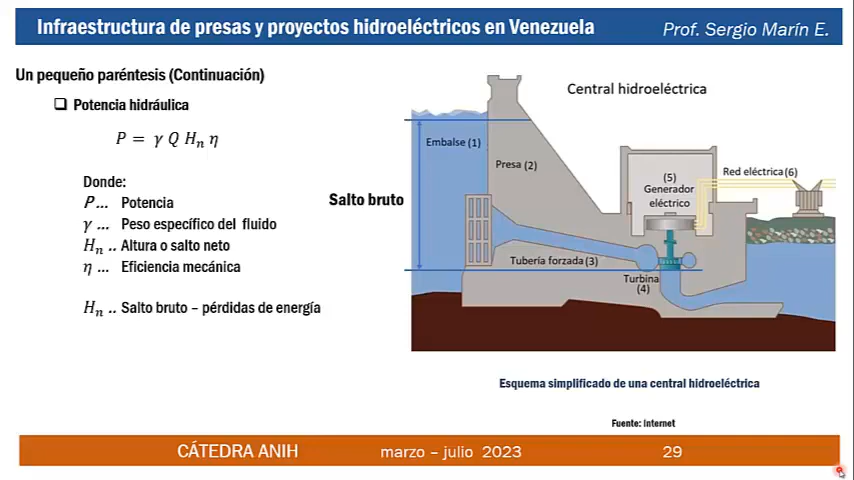 Infraestructura de presas y proyectos hidroeléctricos en Venezuela
Prof. Sergio Marín E.
Un pequeño paréntesis (Continuación)
❑ Potencia hidráulica
P = γ Q Hₙ η
Donde:
P... Potencia
γ ... Peso específico del fluido
Hₙ .. Altura o salto neto
η ... Eficiencia mecánica
Hₙ .. Salto bruto – pérdidas de energía
Central hidroeléctrica
Embalse (1)
Presa (2)
Salto bruto
(5)
Generador
eléctrico
Red eléctrica (6)
Tubería forzada (3)
Turbina
(4)
Esquema simplificado de una central hidroeléctrica
Fuente: Internet
CÁTEDRA ANIH
marzo – julio 2023
29